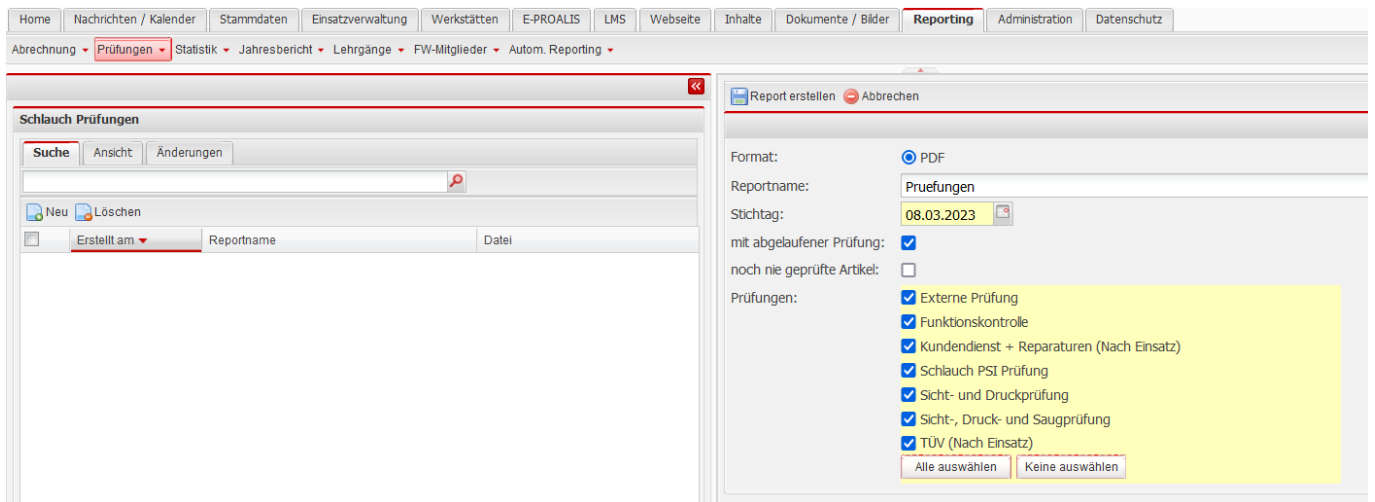 Home Nachrichten / Kalender Stammdaten Einsatzverwaltung Werkstätten E-PROALIS LMS Webseite Inhalte Dokumente / Bilder Reporting Administration Datenschutz
Abrechnung Prüfungen Statistik Jahresbericht Lehrgänge FW-Mitglieder Autom. Reporting
Schlauch Prüfungen
Suche Ansicht Änderungen
Neu Löschen
Erstellt am Reportname Datei
Report erstellen Abbrechen
Format: PDF
Reportname: Pruefungen
Stichtag: 08.03.2023
mit abgelaufener Prüfung:
noch nie geprüfte Artikel:
Prüfungen: Externe Prüfung
Funktionskontrolle
Kundendienst + Reparaturen (Nach Einsatz)
Schlauch PSI Prüfung
Sicht- und Druckprüfung
Sicht-, Druck- und Saugprüfung
TÜV (Nach Einsatz)
Alle auswählen Keine auswählen